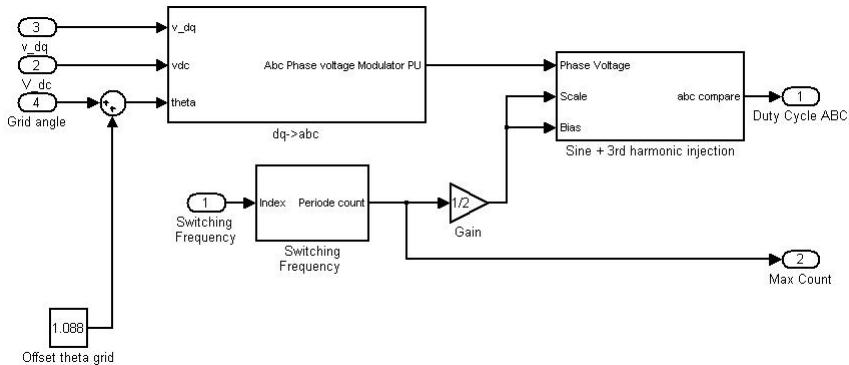 3
v_dq
v_dq
2
V_dc
vdc
Abc Phase voltage Modulator PU
4
Grid angle
theta
dq->abc
Phase Voltage
Scale
abc compare
Bias
1
Duty Cycle ABC
Sine + 3rd harmonic injection
1
Switching
Frequency
Index
Periode count
Switching
Frequency
1/2
Gain
2
Max Count
1.088
Offset theta grid